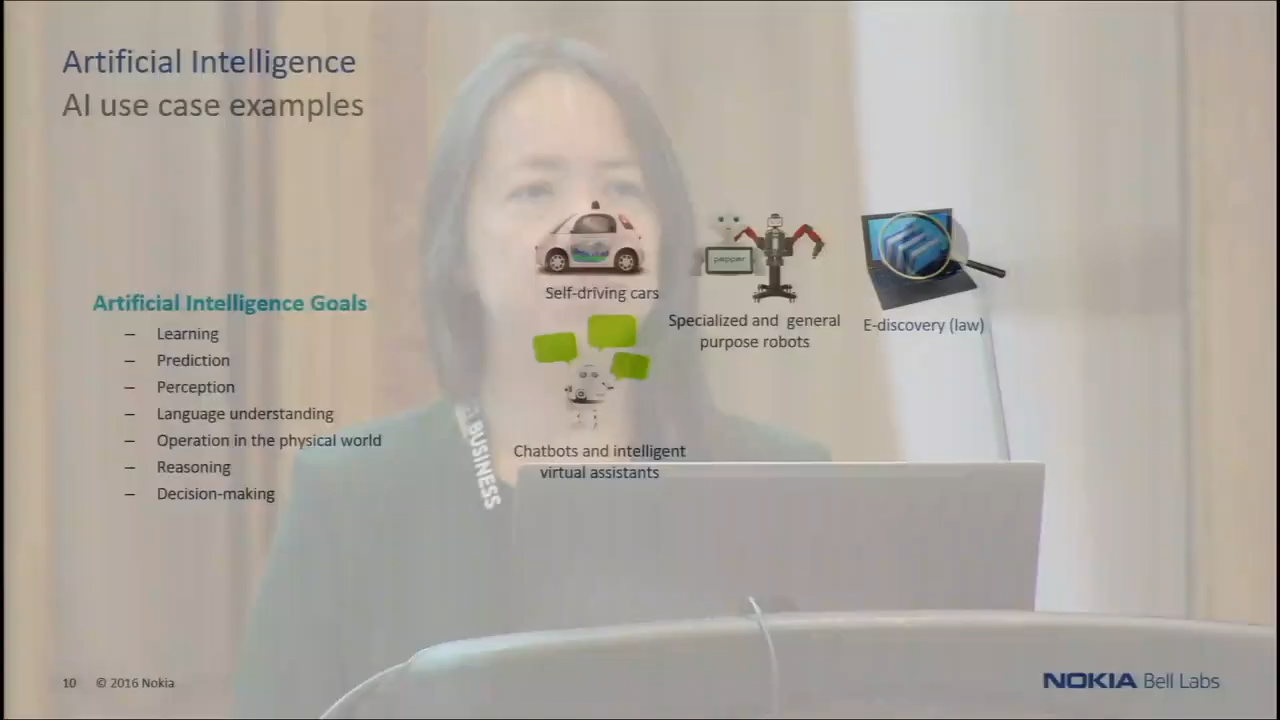 Artificial Intelligence
AI use case examples
Artificial Intelligence Goals
– Learning
– Prediction
– Perception
– Language understanding
– Operation in the physical world
– Reasoning
– Decision-making
Self-driving cars
pepper
Specialized and general
purpose robots
E-discovery (law)
Chatbots and intelligent
virtual assistants
BUSINESS
10 © 2016 Nokia
NOKIA Bell Labs